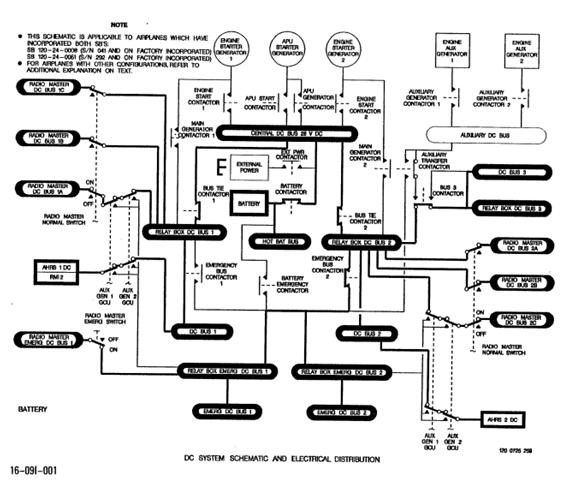 NOTE
• THIS SCHEMATIC IS APPLICABLE TO AIRPLANES WHICH HAVE
INCORPORATED BOTH SB'S:
SB 120-24-0008 (S/N 041 AND ON FACTORY INCORPORATED)
SB 120-24-0051 (S/N 292 AND ON FACTORY INCORPORATED)
• FOR AIRPLANES WITH OTHER CONFIGURATIONS, REFER TO
ADDITIONAL EXPLANATION ON TEXT.
ENGINE STARTER GENERATOR 1
APU STARTER GENERATOR
ENGINE STARTER GENERATOR 2
ENGINE AUX GENERATOR 1
ENGINE AUX GENERATOR 2
RADIO MASTER DC BUS 1C
ENGINE START CONTACTOR 1
APU START CONTACTOR
APU GENERATOR CONTACTOR
ENGINE START CONTACTOR 2
AUXILIARY GENERATOR CONTACTOR 1
AUXILIARY GENERATOR CONTACTOR 2
RADIO MASTER DC BUS 1B
MAIN GENERATOR CONTACTOR 1
CENTRAL DC BUS 28 V DC
MAIN GENERATOR CONTACTOR 2
AUXILIARY DC BUS
EXT PWR CONTACTOR
EXTERNAL POWER
AUXILIARY TRANSFER CONTACTOR
DC BUS 3
RADIO MASTER DC BUS 1A
ON
OFF
BUS TIE CONTACTOR 1
BATTERY CONTACTOR
BATTERY
BUS 3 CONTACTOR
RELAY BOX DC BUS 3
RADIO MASTER NORMAL SWITCH
BUS TIE CONTACTOR 2
RELAY BOX DC BUS 1
HOT BAT BUS
RELAY BOX DC BUS 2
RADIO MASTER DC BUS 2A
AHRS 1 DC
RMI 2
AUX GEN 1 GCU
AUX GEN 2 GCU
EMERGENCY BUS CONTACTOR 1
BATTERY EMERGENCY CONTACTOR
EMERGENCY BUS CONTACTOR 2
RADIO MASTER DC BUS 2B
RADIO MASTER EMERG SWITCH
RADIO MASTER DC BUS 2C
RADIO MASTER EMERG DC BUS 1
OFF
ON
DC BUS 1
DC BUS 2
ON
OFF
RADIO MASTER NORMAL SWITCH
RELAY BOX EMERG DC BUS 1
RELAY BOX EMERG DC BUS 2
BATTERY
EMERG DC BUS 1
EMERG DC BUS 2
AHRS 2 DC
AUX GEN 1 GCU
AUX GEN 2 GCU
120 0725 259
DC SYSTEM SCHEMATIC AND ELECTRICAL DISTRIBUTION
16-091-001